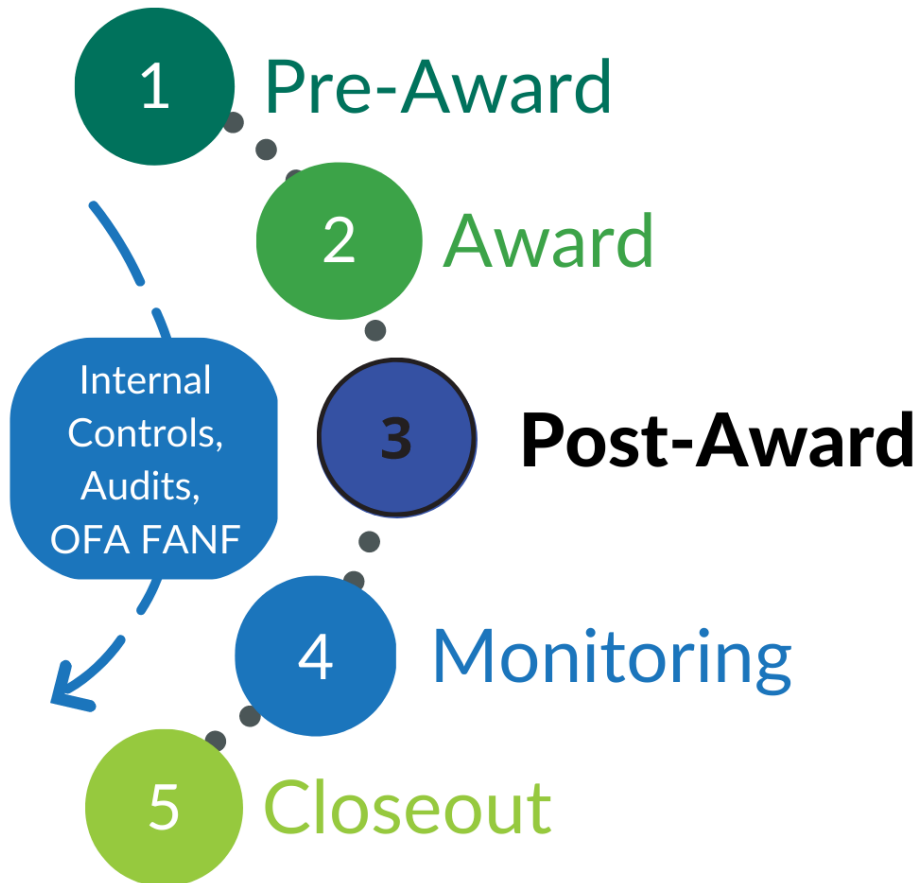 1 Pre-Award
2 Award
Internal
Controls,
Audits,
OFA FANF
3 Post-Award
4 Monitoring
5 Closeout